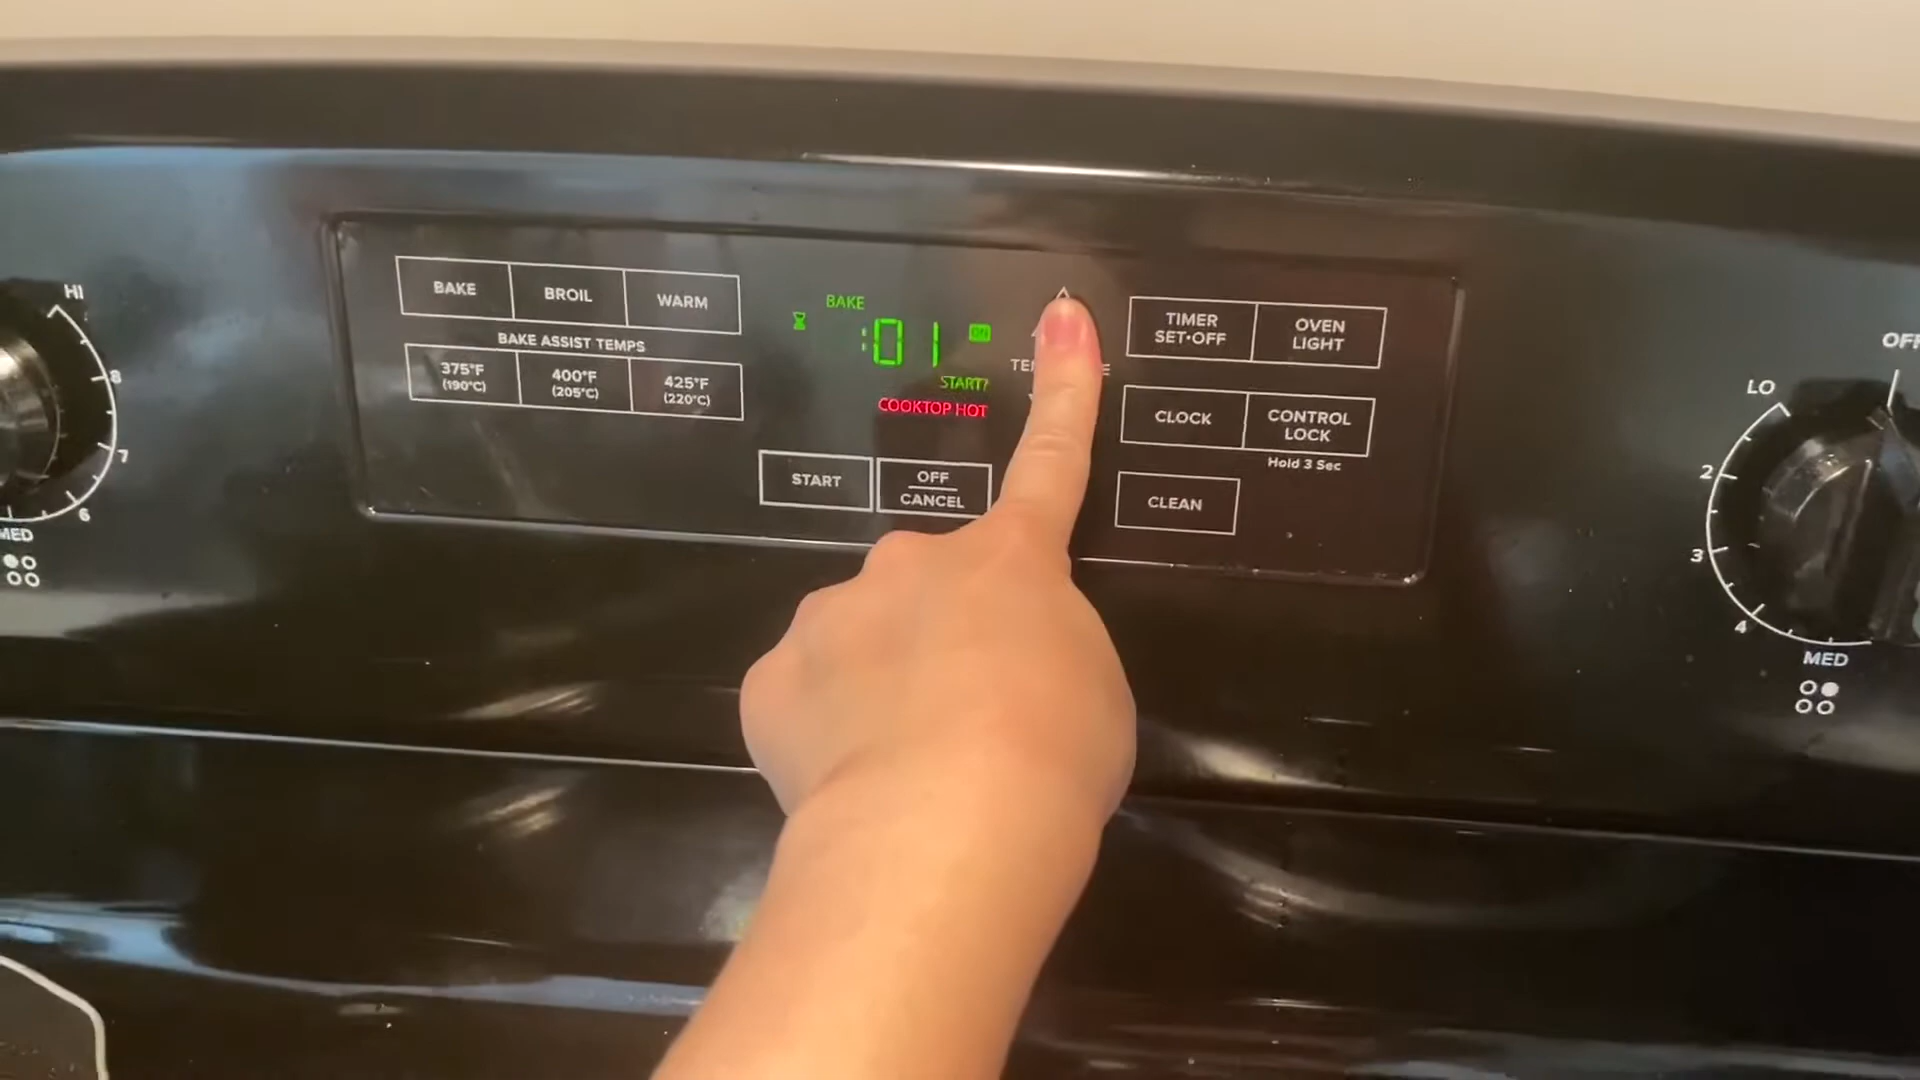 HI
8
7
6
MED
BAKE
BROIL
WARM
BAKE ASSIST TEMPS
375°F
(190°C)
400°F
(205°C)
425°F
(220°C)
BAKE
:01
ON
START?
COOKTOP HOT
START
OFF
CANCEL
TIMER
SET•OFF
OVEN
LIGHT
CLOCK
CONTROL
LOCK
Hold 3 Sec
CLEAN
OFF
LO
2
3
4
MED